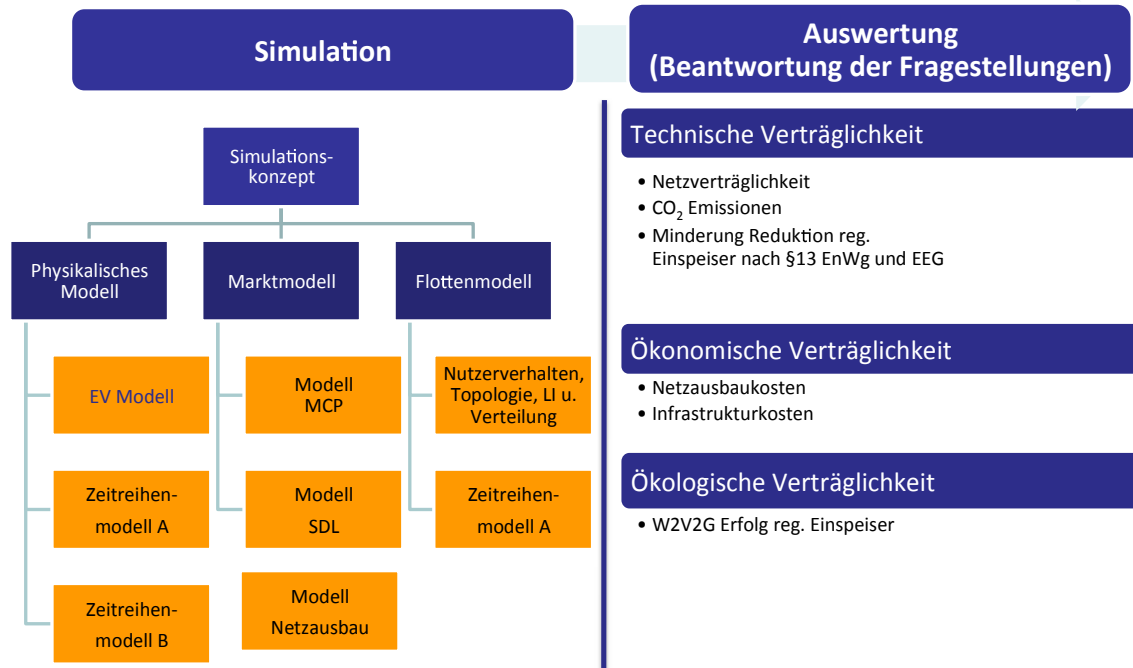 Simulation
Auswertung
(Beantwortung der Fragestellungen)
Simulations-
konzept
Physikalisches
Modell
Marktmodell
Flottenmodell
EV Modell
Zeitreihen-
modell A
Zeitreihen-
modell B
Modell
MCP
Modell
SDL
Modell
Netzausbau
Nutzerverhalten,
Topologie, LI u.
Verteilung
Zeitreihen-
modell A
Technische Verträglichkeit
• Netzverträglichkeit
• CO₂ Emissionen
• Minderung Reduktion reg.
Einspeiser nach §13 EnWg und EEG
Ökonomische Verträglichkeit
• Netzausbaukosten
• Infrastrukturkosten
Ökologische Verträglichkeit
• W2V2G Erfolg reg. Einspeiser